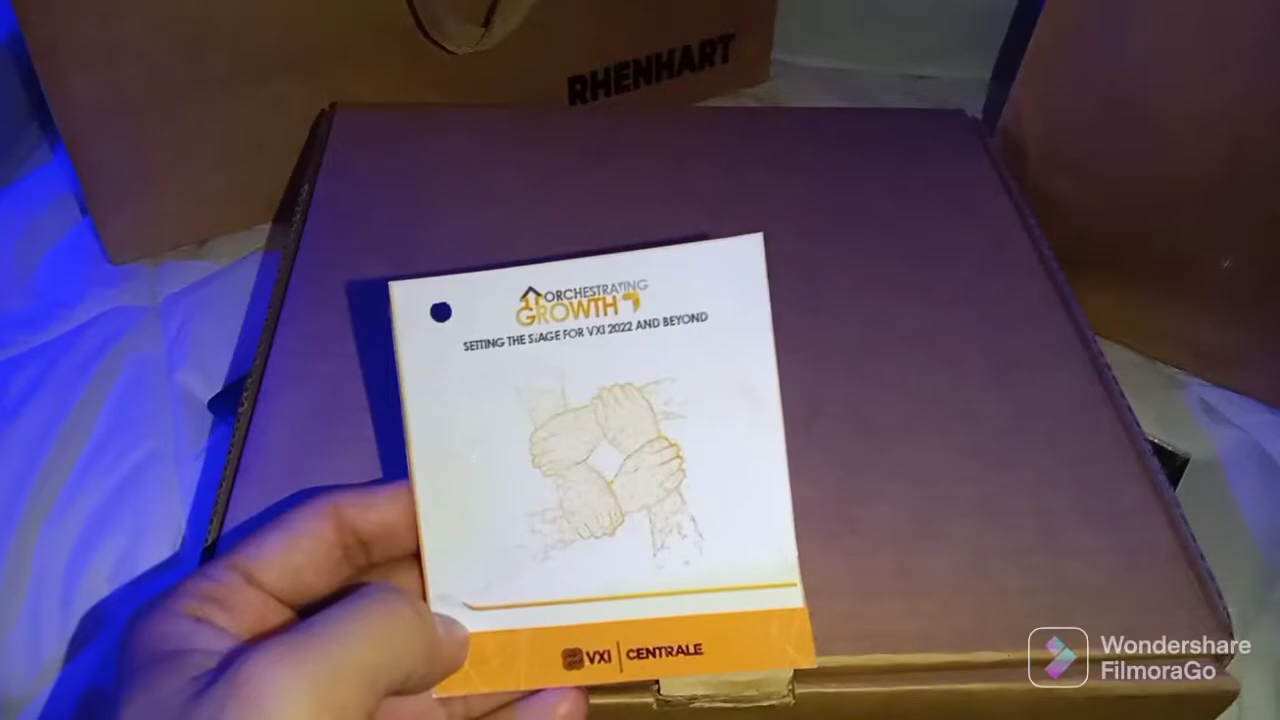 RHENHART
ORCHESTRATING
GROWTH
SETTING THE STAGE FOR VXI 2022 AND BEYOND
VXI | CENTRALE
Wondershare
FilmoraGo